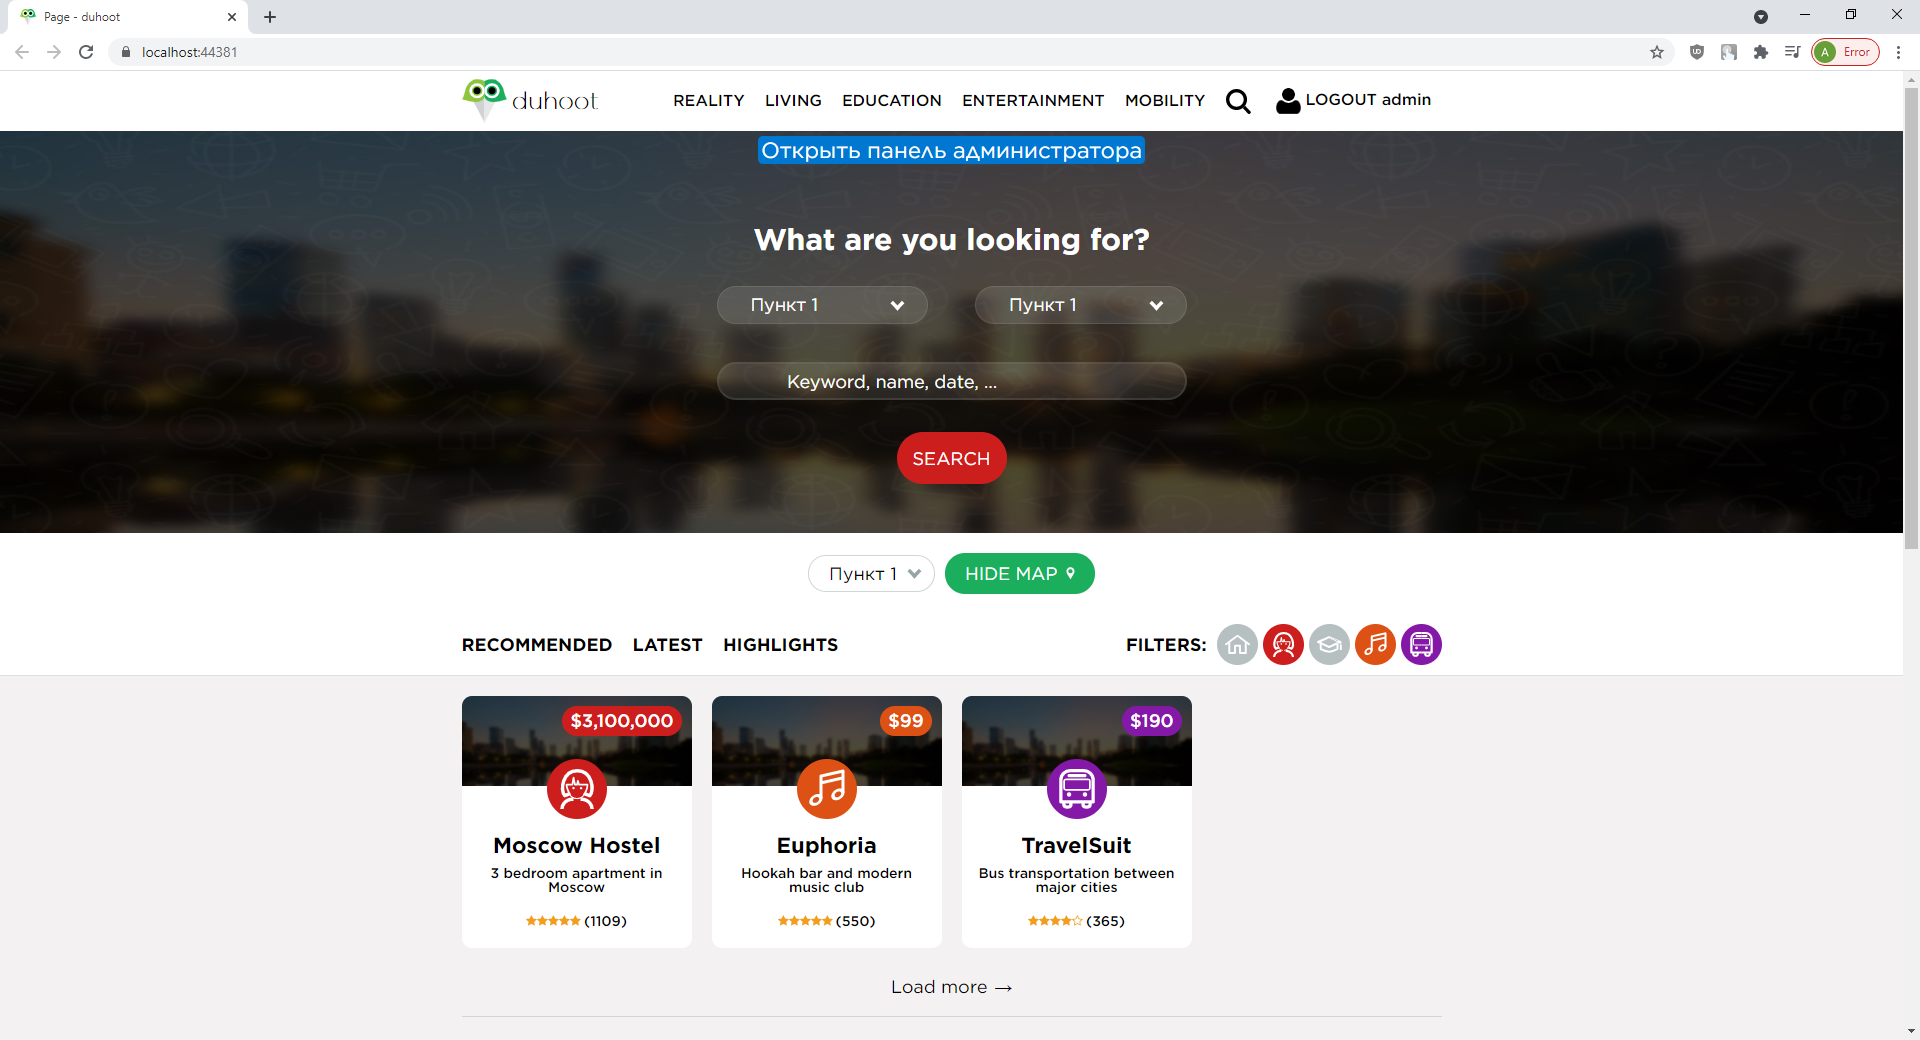 Page - duhoot
localhost:44381
A Error
duhoot
REALITY LIVING EDUCATION ENTERTAINMENT MOBILITY LOGOUT admin
Открыть панель администратора
What are you looking for?
Пункт 1 Пункт 1
Keyword, name, date, ...
SEARCH
Пункт 1 HIDE MAP
RECOMMENDED LATEST HIGHLIGHTS FILTERS:
$3,100,000
Moscow Hostel
3 bedroom apartment in
Moscow
(1109)
$99
Euphoria
Hookah bar and modern
music club
(550)
$190
TravelSuit
Bus transportation between
major cities
(365)
Load more →